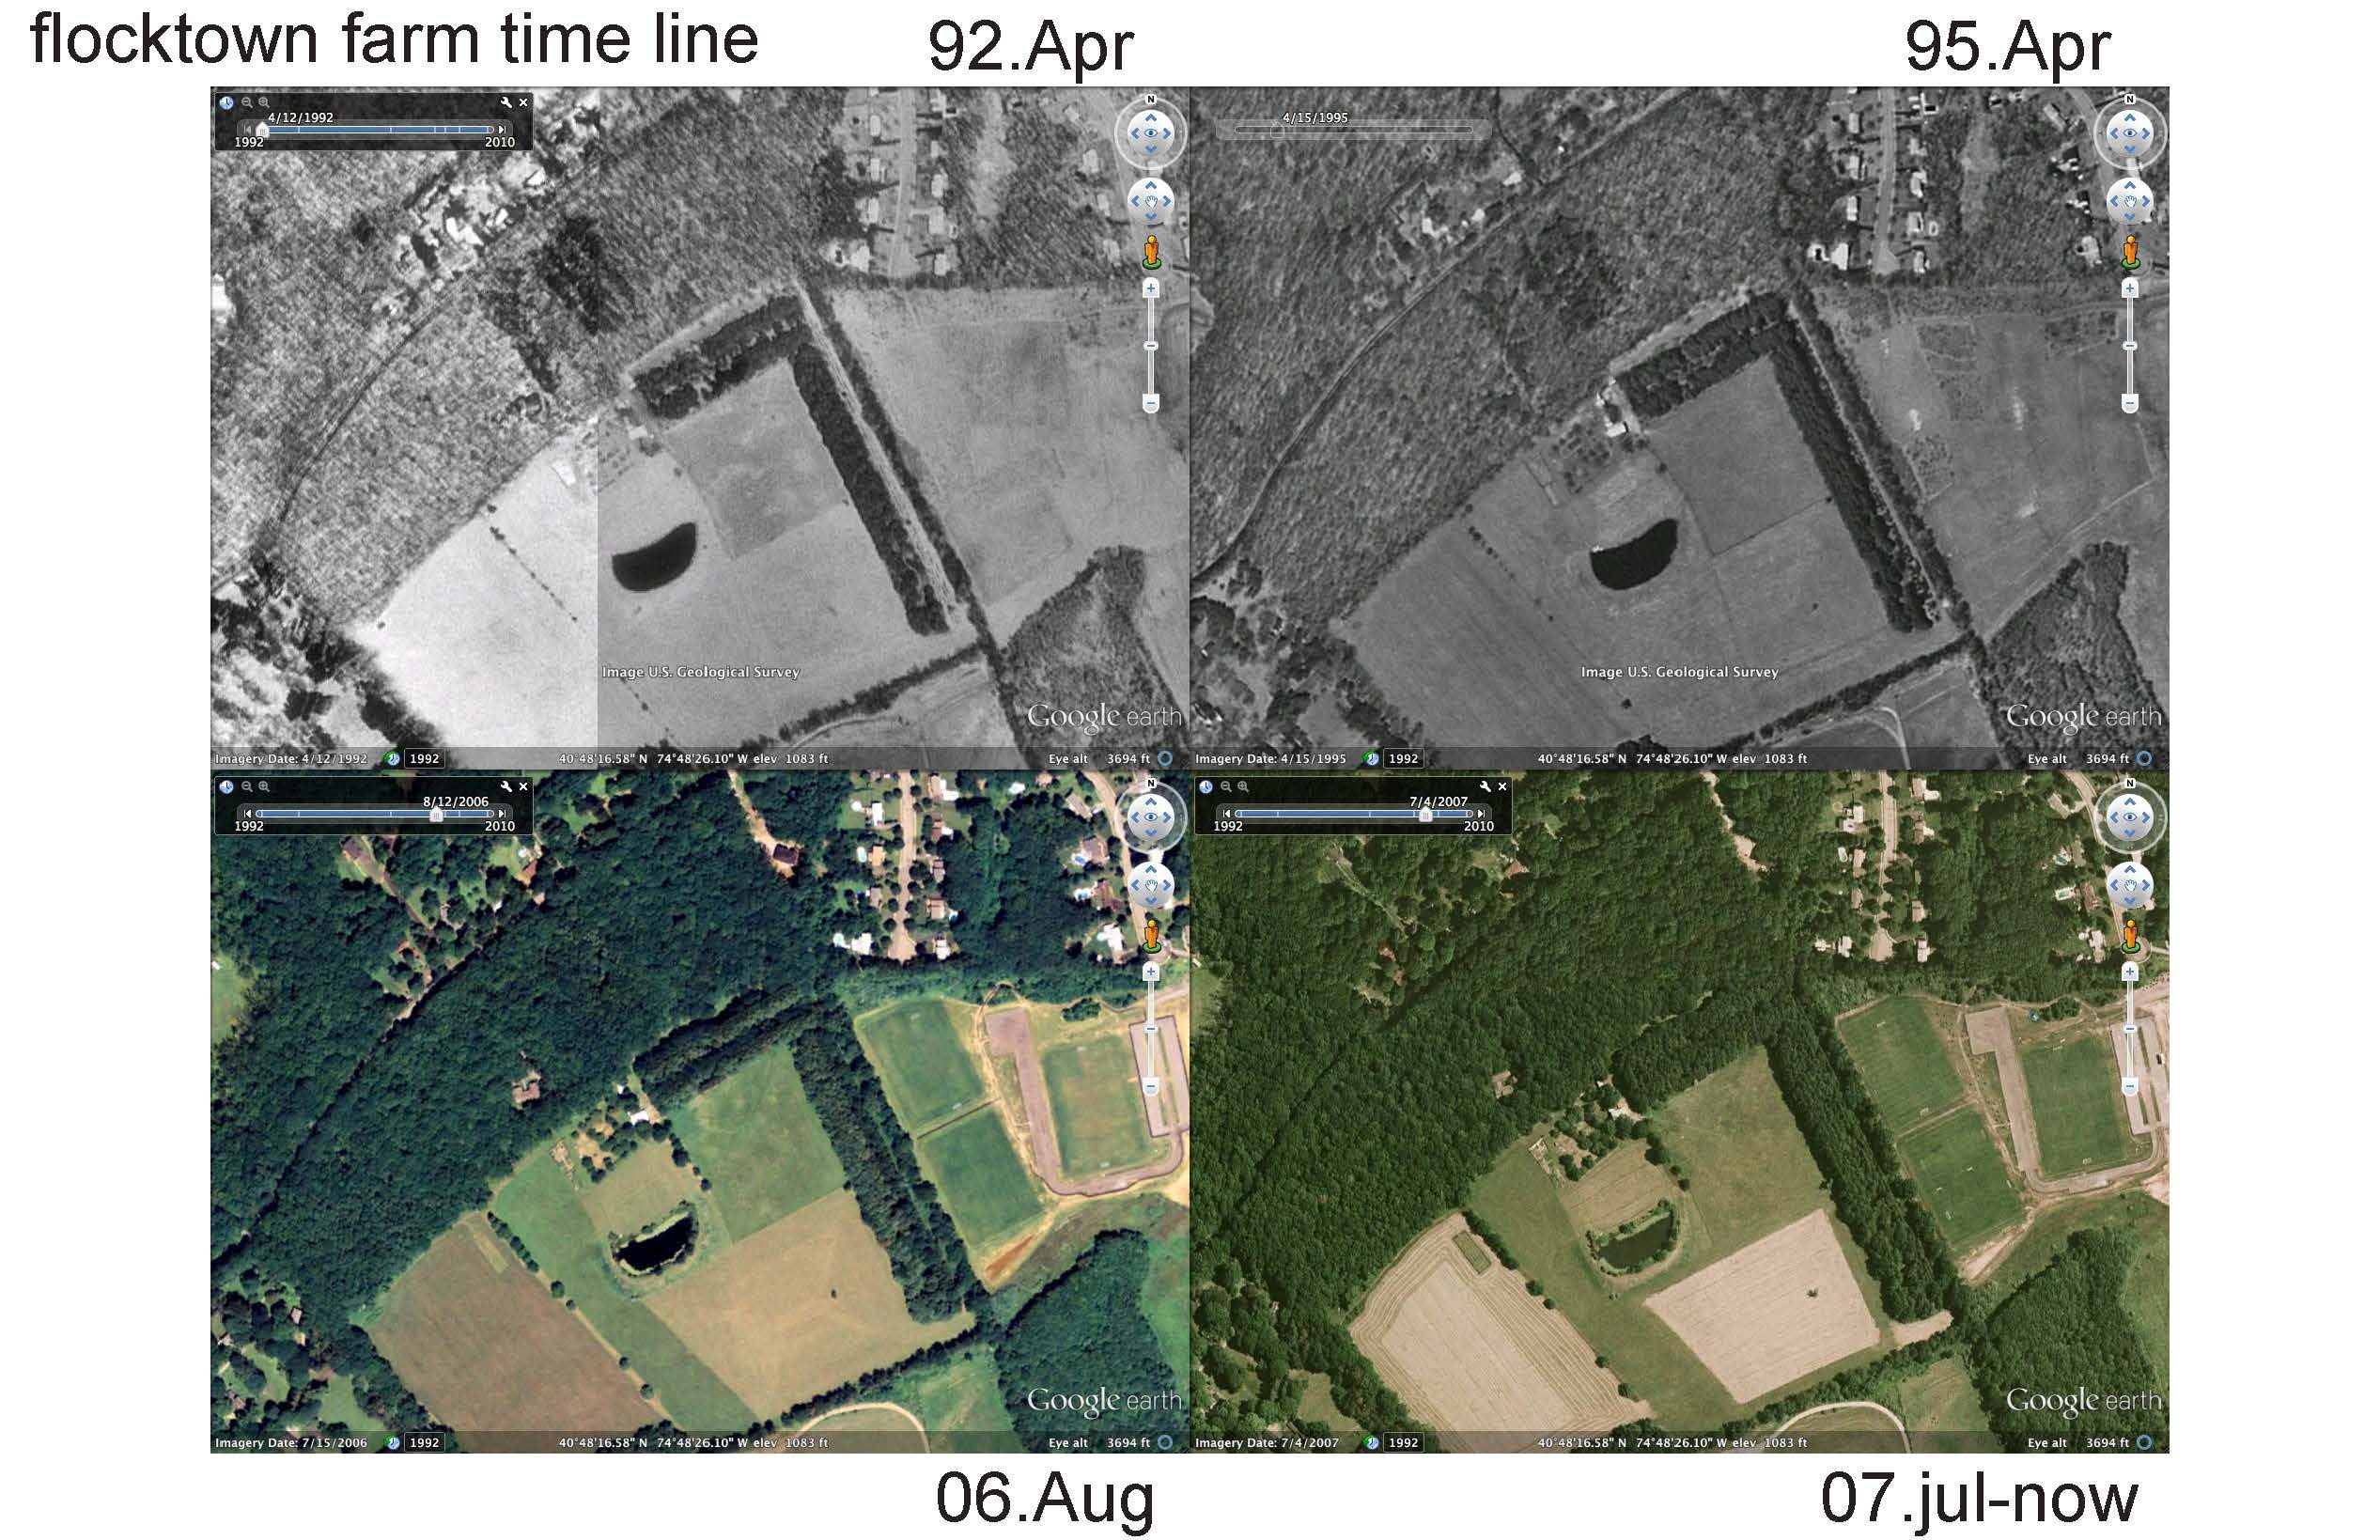 flocktown farm time line
92.Apr
95.Apr
4/12/1992
1992
2010
N
Image U.S. Geological Survey
Google earth
Imagery Date: 4/12/1992
1992
40°48'16.58" N 74°48'26.10" W elev 1083 ft
Eye alt 3694 ft
4/15/1995
N
Image U.S. Geological Survey
Google earth
Imagery Date: 4/15/1995
1992
40°48'16.58" N 74°48'26.10" W elev 1083 ft
Eye alt 3694 ft
8/12/2006
1992
2010
N
Google earth
Imagery Date: 7/15/2006
1992
40°48'16.58" N 74°48'26.10" W elev 1083 ft
Eye alt 3694 ft
7/4/2007
1992
2010
N
Google earth
Imagery Date: 7/4/2007
1992
40°48'16.58" N 74°48'26.10" W elev 1083 ft
Eye alt 3694 ft
06.Aug
07.jul-now